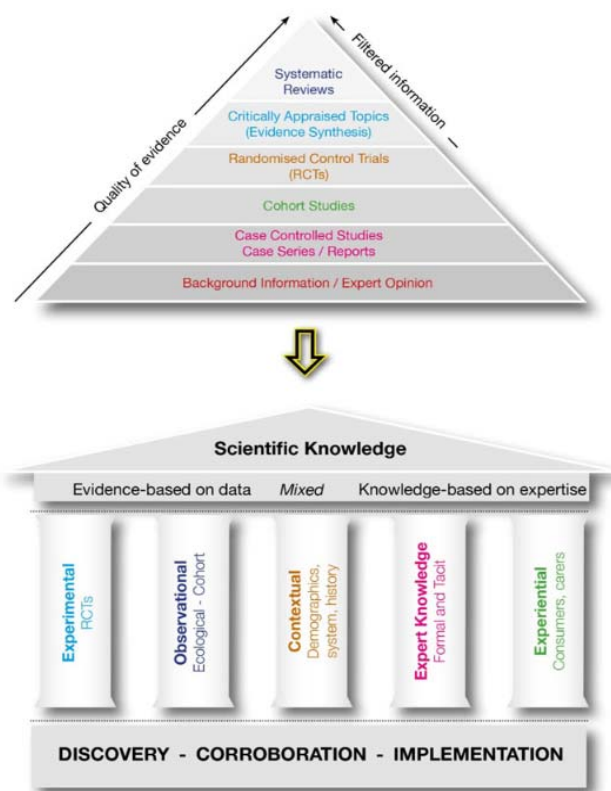 Systematic
Reviews
Filtered information
Critically Appraised Topics
(Evidence Synthesis)
Quality of evidence
Randomised Control Trials
(RCTs)
Cohort Studies
Case Controlled Studies
Case Series / Reports
Background Information / Expert Opinion
Scientific Knowledge
Evidence-based on data Mixed Knowledge-based on expertise
Experimental
RCTs
Observational
Ecological - Cohort
Contextual
Demographics,
system, history
Expert Knowledge
Formal and Tacit
Experiential
Consumers, carers
DISCOVERY - CORROBORATION - IMPLEMENTATION